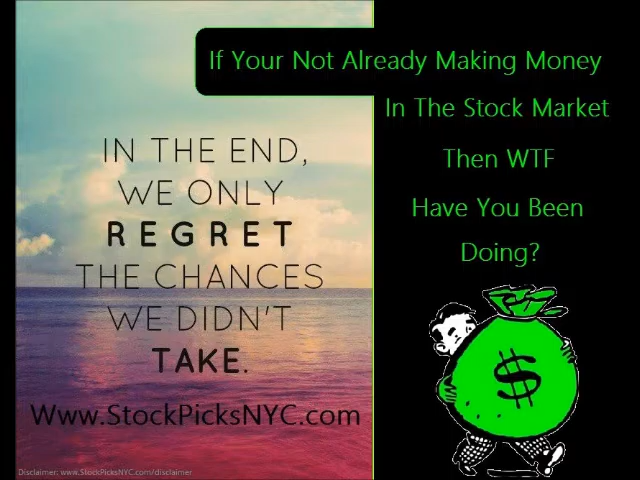 IN THE END,
WE ONLY
REGRET
THE CHANCES
WE DIDN'T
TAKE.
Www.StockPicksNYC.com
Disclaimer: www.StockPicksNYC.com/disclaimer
If Your Not Already Making Money
In The Stock Market
Then WTF
Have You Been
Doing?
$